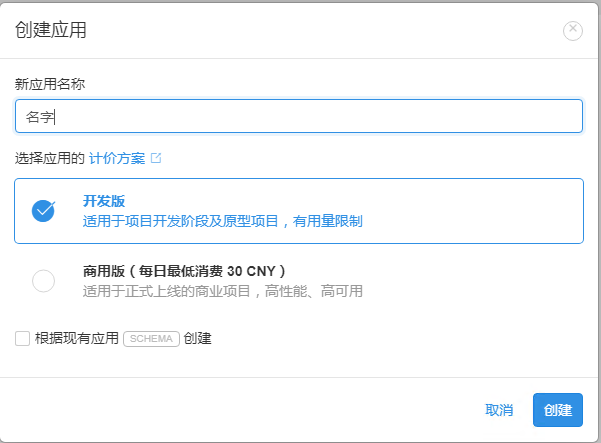 创建应用
新应用名称
名字
选择应用的 计价方案
开发版
适用于项目开发阶段及原型项目，有用量限制
商用版（每日最低消费 30 CNY）
适用于正式上线的商业项目，高性能、高可用
根据现有应用 SCHEMA 创建
取消 创建